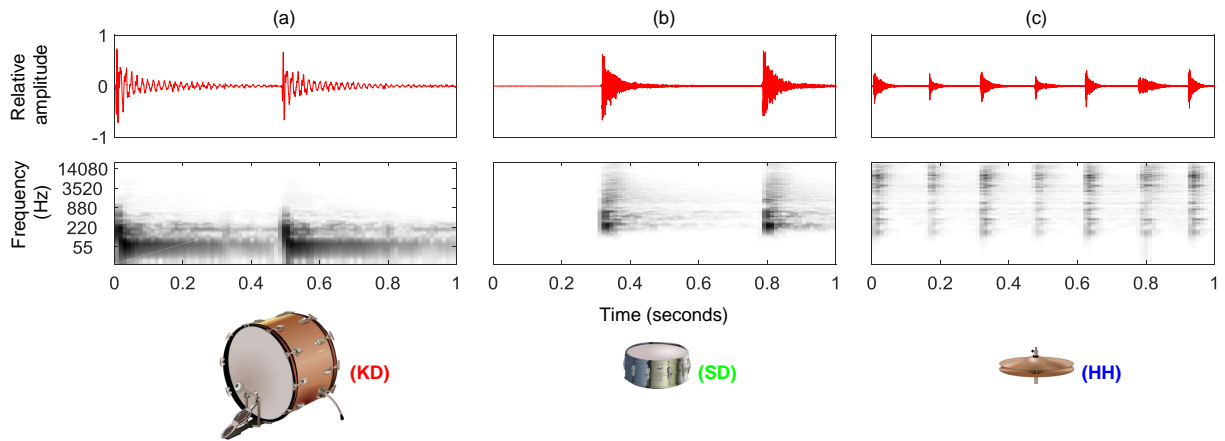 (a) (b) (c)
Relative
amplitude
1
0
-1
Frequency
(Hz)
14080
3520
880
220
55
0 0.2 0.4 0.6 0.8 1
0 0.2 0.4 0.6 0.8 1
0 0.2 0.4 0.6 0.8 1
Time (seconds)
(KD) (SD) (HH)